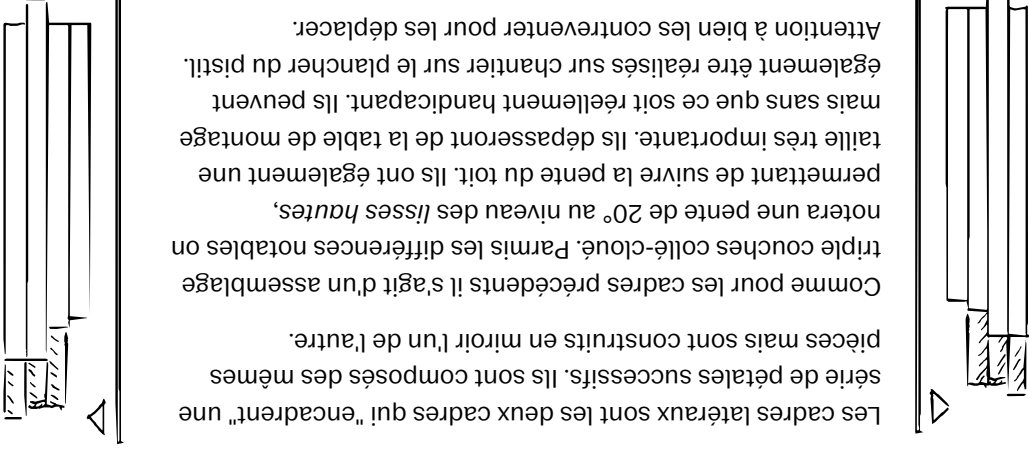 Les cadres latéraux sont les deux cadres qui "encadrent" une
série de pétales successifs. Ils sont composés des mêmes
pièces mais sont construits en miroir l'un de l'autre.
Comme pour les cadres précédents il s'agit d'un assemblage
triple couches collé-cloué. Parmis les différences notables on
notera une pente de 20° au niveau des lisses hautes,
permettant de suivre la pente du toit. Ils ont également une
taille très importante. Ils dépasseront de la table de montage
mais sans que ce soit réellement handicapant. Ils peuvent
également être réalisés sur chantier sur le plancher du pistil.
Attention à bien les contreventer pour les déplacer.